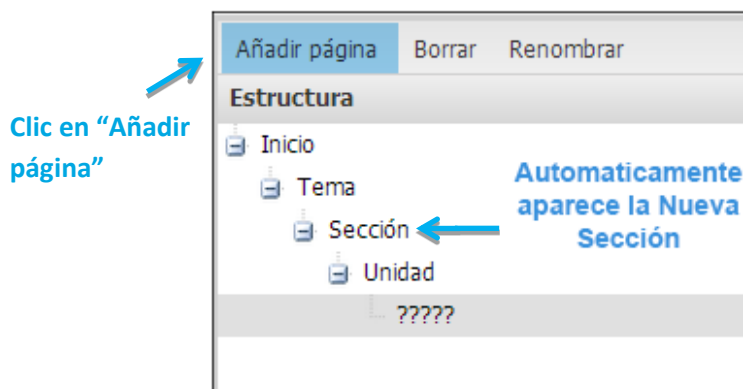 Añadir página Borrar Renombrar
Estructura
Clic en “Añadir
página”
Inicio
Tema
Automaticamente
aparece la Nueva
Sección
Sección
Unidad
?????